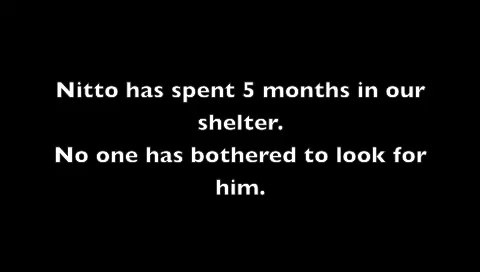 Nitto has spent 5 months in our
shelter.
No one has bothered to look for
him.